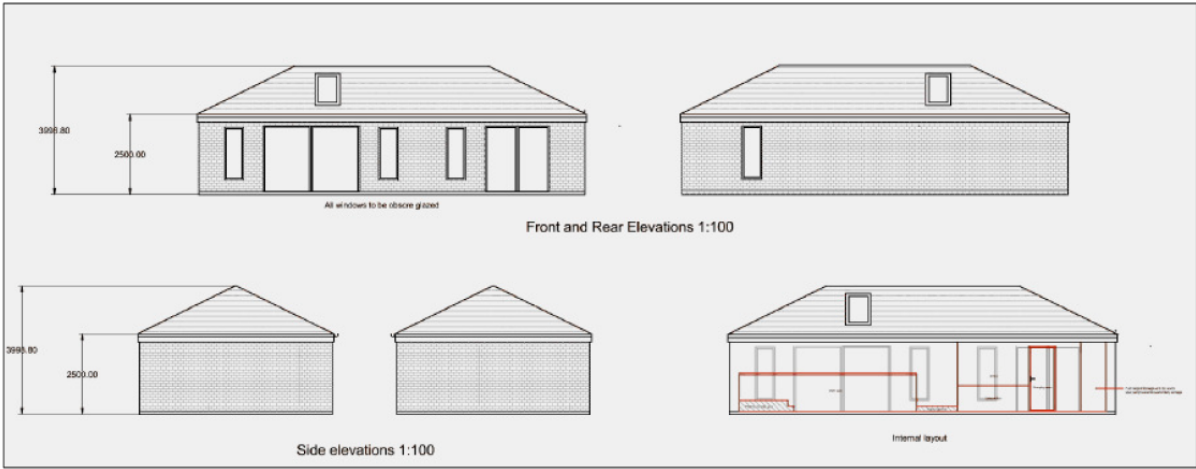 3998.80
2500.00
All windows to be obscre glazed
Front and Rear Elevations 1:100
3998.80
2500.00
Side elevations 1:100
Internal layout